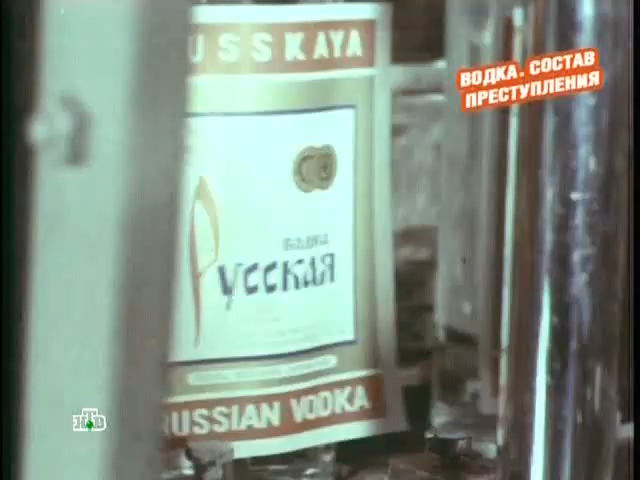 USSKAYA
ВОДКА. СОСТАВ
ПРЕСТУПЛЕНИЯ
ВОДКА
Русская
RUSSIAN VODKA
НТВ